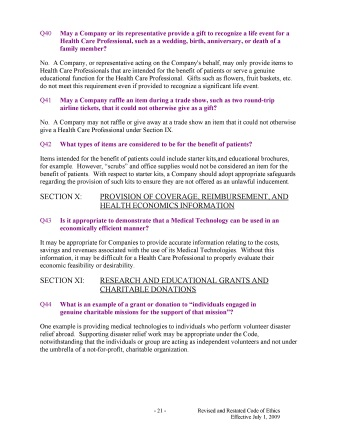 Q40 May a Company or its representative provide a gift to recognize a life event for a
Health Care Professional, such as a wedding, birth, anniversary, or death of a
family member?
No. A Company, or representative acting on the Company's behalf, may only provide items to
Health Care Professionals that are intended for the benefit of patients or serve a genuine
educational function for the Health Care Professional. Gifts such as flowers, fruit baskets, etc.
do not meet this requirement even if provided to recognize a significant life event.
Q41 May a Company raffle an item during a trade show, such as two round-trip
airline tickets, that it could not otherwise give as a gift?
No. A Company may not raffle or give away at a trade show an item that it could not otherwise
give a Health Care Professional under Section IX.
Q42 What types of items are considered to be for the benefit of patients?
Items intended for the benefit of patients could include starter kits,and educational brochures,
for example. However, "scrubs" and office supplies would not be considered an item for the
benefit of patients. With respect to starter kits, a Company should adopt appropriate safeguards
regarding the provision of such kits to ensure they are not offered as an unlawful inducement.
SECTION X: PROVISION OF COVERAGE, REIMBURSEMENT, AND
HEALTH ECONOMICS INFORMATION
Q43 Is it appropriate to demonstrate that a Medical Technology can be used in an
economically efficient manner?
It may be appropriate for Companies to provide accurate information relating to the costs,
savings and revenues associated with the use of its Medical Technologies. Without this
information, it may be difficult for a Health Care Professional to properly evaluate their
economic feasibility or desirability.
SECTION XI: RESEARCH AND EDUCATIONAL GRANTS AND
CHARITABLE DONATIONS
Q44 What is an example of a grant or donation to "individuals engaged in
genuine charitable missions for the support of that mission"?
One example is providing medical technologies to individuals who perform volunteer disaster
relief abroad. Supporting disaster relief work may be appropriate under the Code,
notwithstanding that the individuals or group are acting as independent volunteers and not under
the umbrella of a not-for-profit, charitable organization.
- 21 - Revised and Restated Code of Ethics
Effective July 1, 2009